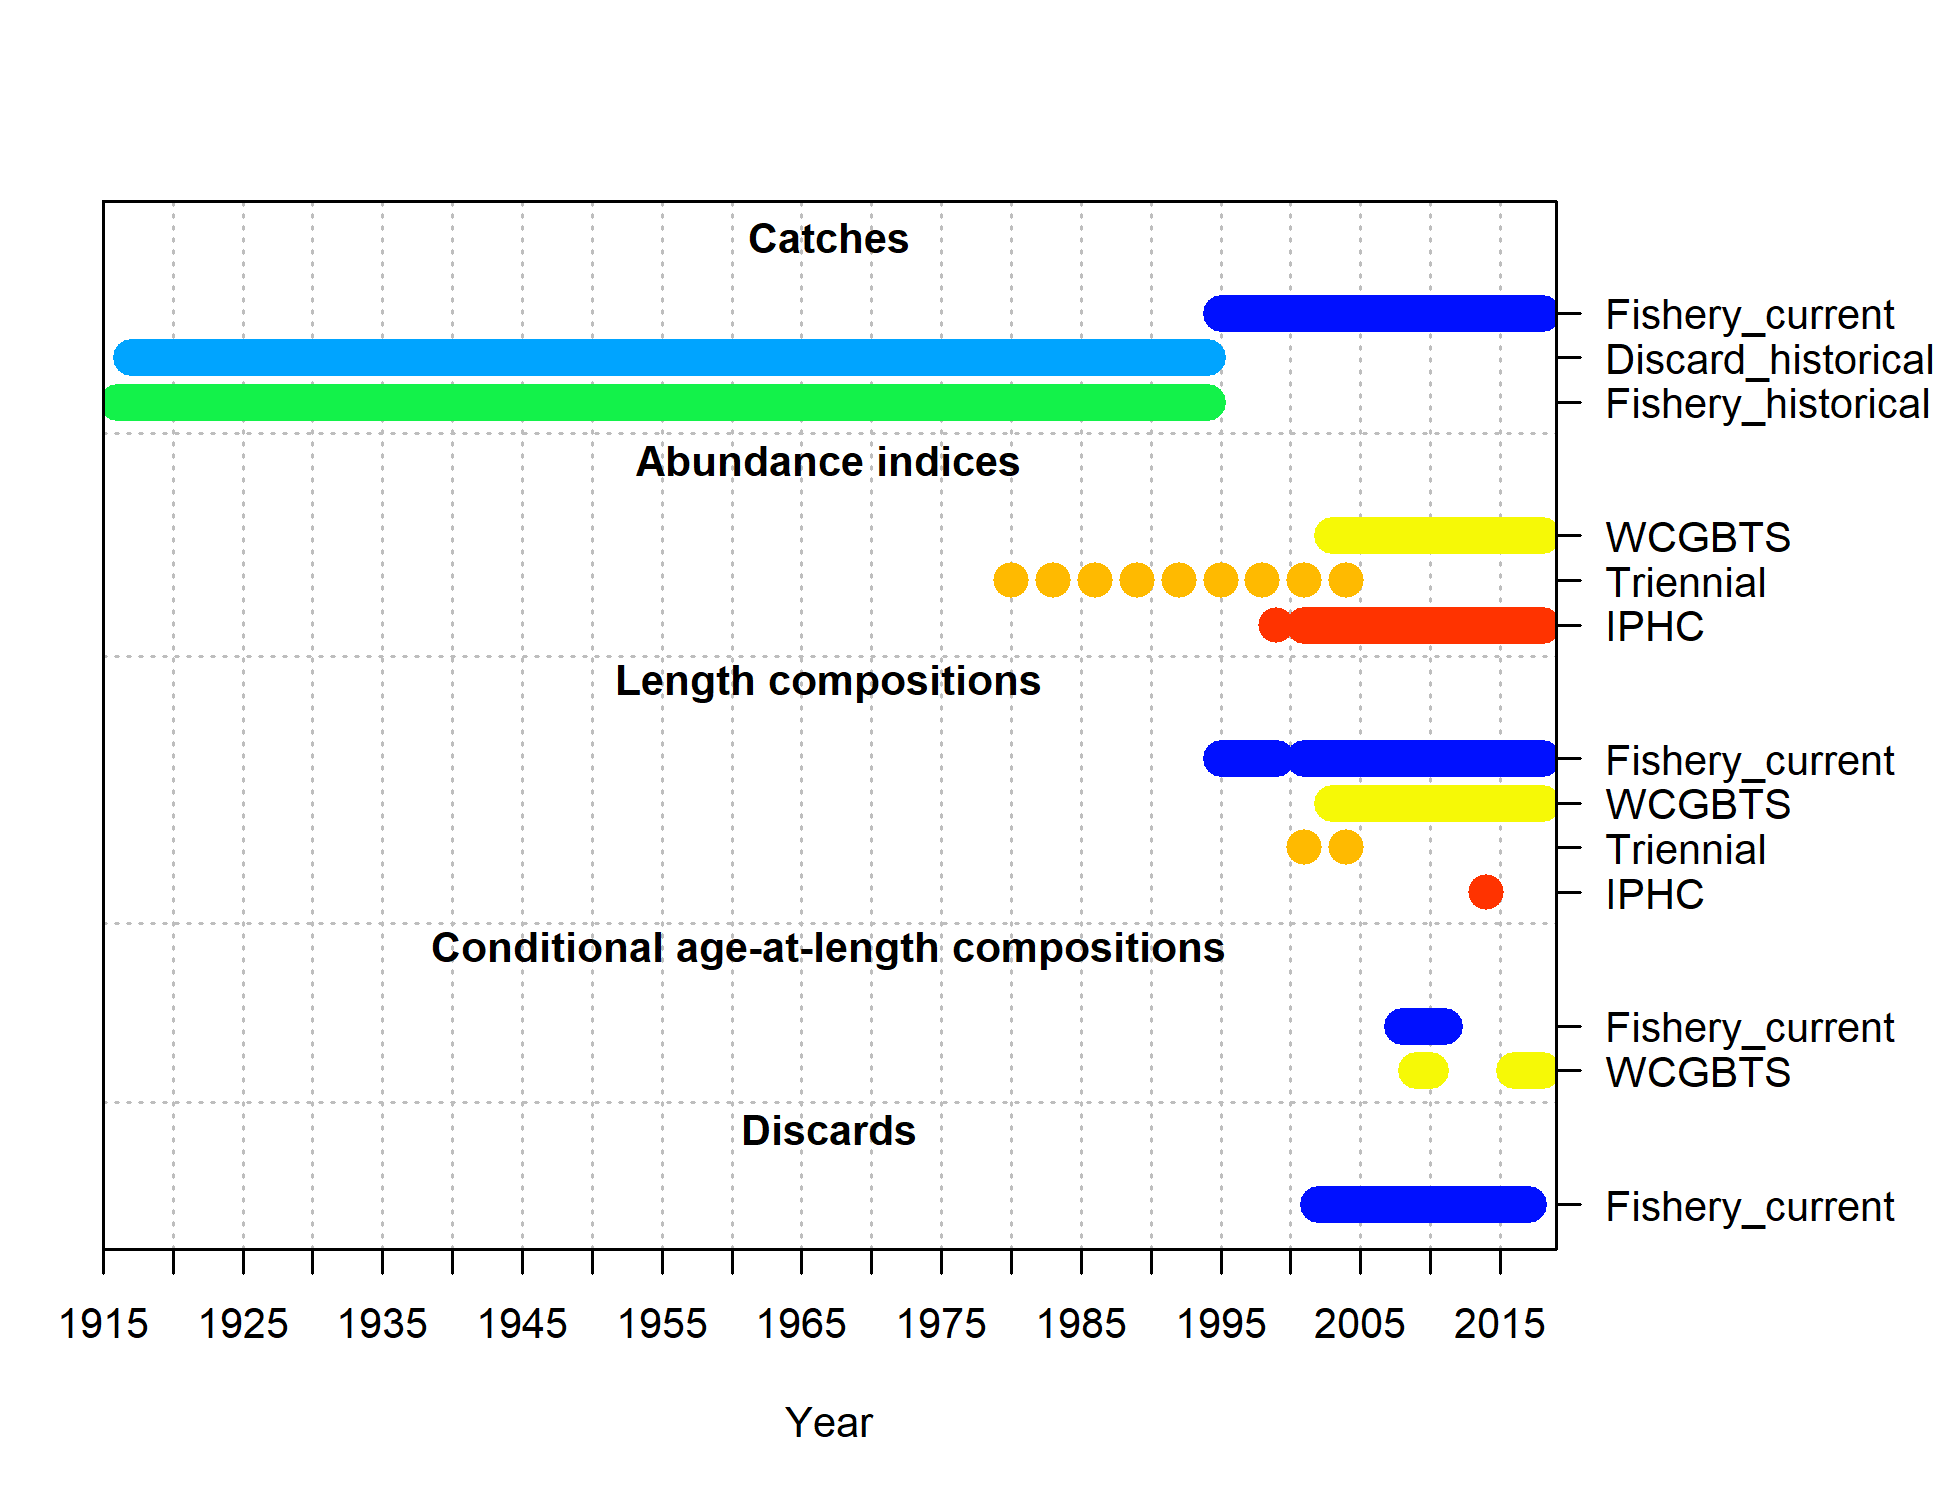 Catches
Fishery_current
Discard_historical
Fishery_historical
Abundance indices
WCGBTS
Triennial
IPHC
Length compositions
Fishery_current
WCGBTS
Triennial
IPHC
Conditional age-at-length compositions
Fishery_current
WCGBTS
Discards
Fishery_current
1915 1925 1935 1945 1955 1965 1975 1985 1995 2005 2015
Year